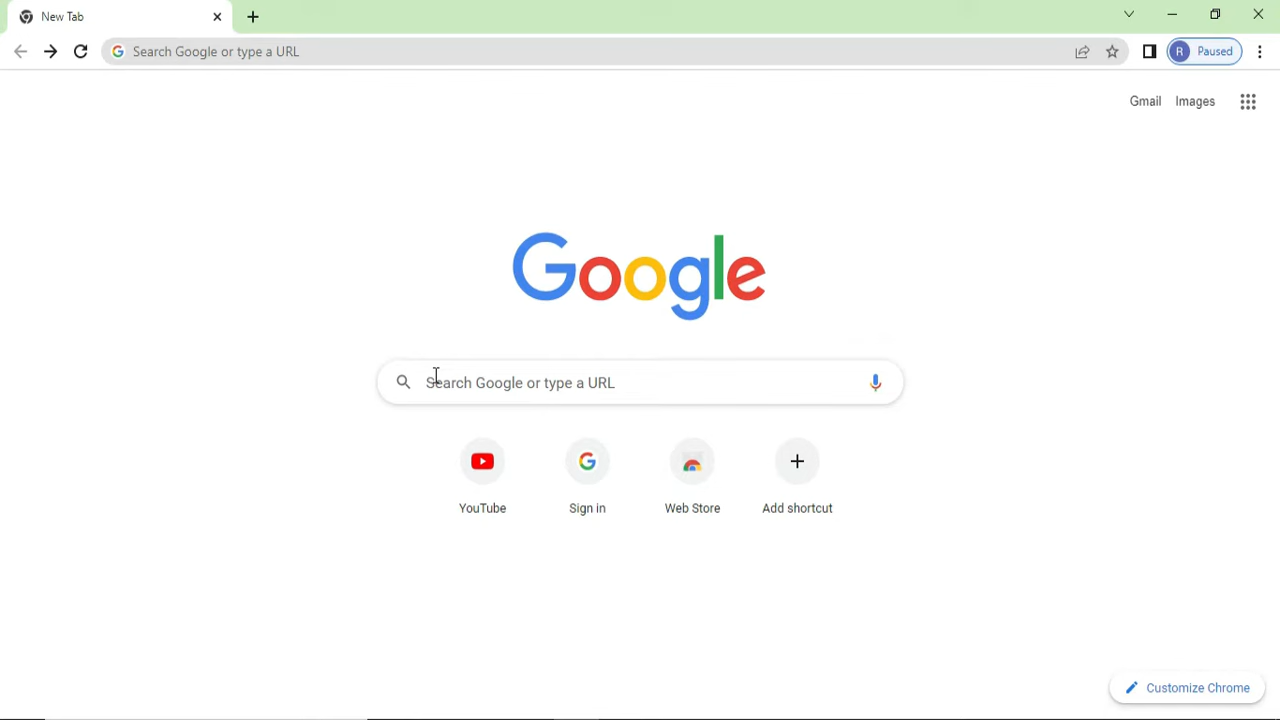 New Tab
Search Google or type a URL
R Paused
Gmail Images
Google
Search Google or type a URL
YouTube Sign in Web Store Add shortcut
Customize Chrome